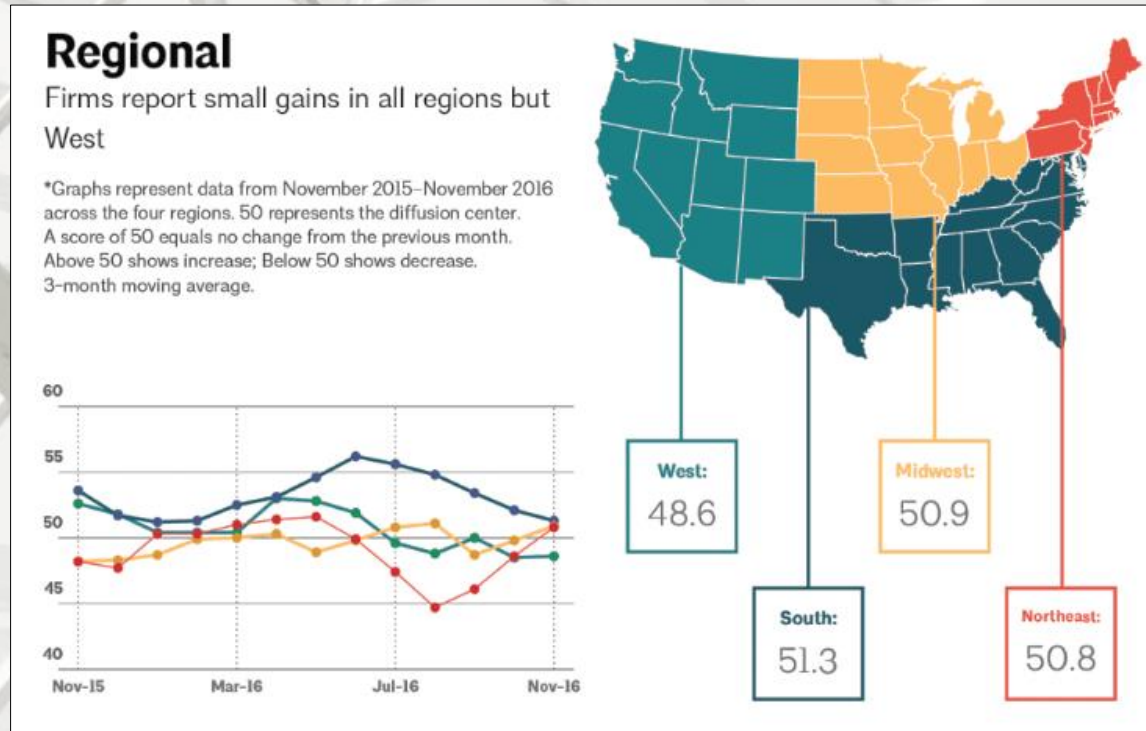 Regional
Firms report small gains in all regions but
West
*Graphs represent data from November 2015–November 2016
across the four regions. 50 represents the diffusion center.
A score of 50 equals no change from the previous month.
Above 50 shows increase; Below 50 shows decrease.
3-month moving average.
60
55
50
45
40
Nov-15 Mar-16 Jul-16 Nov-16
West:
48.6
Midwest:
50.9
South:
51.3
Northeast:
50.8